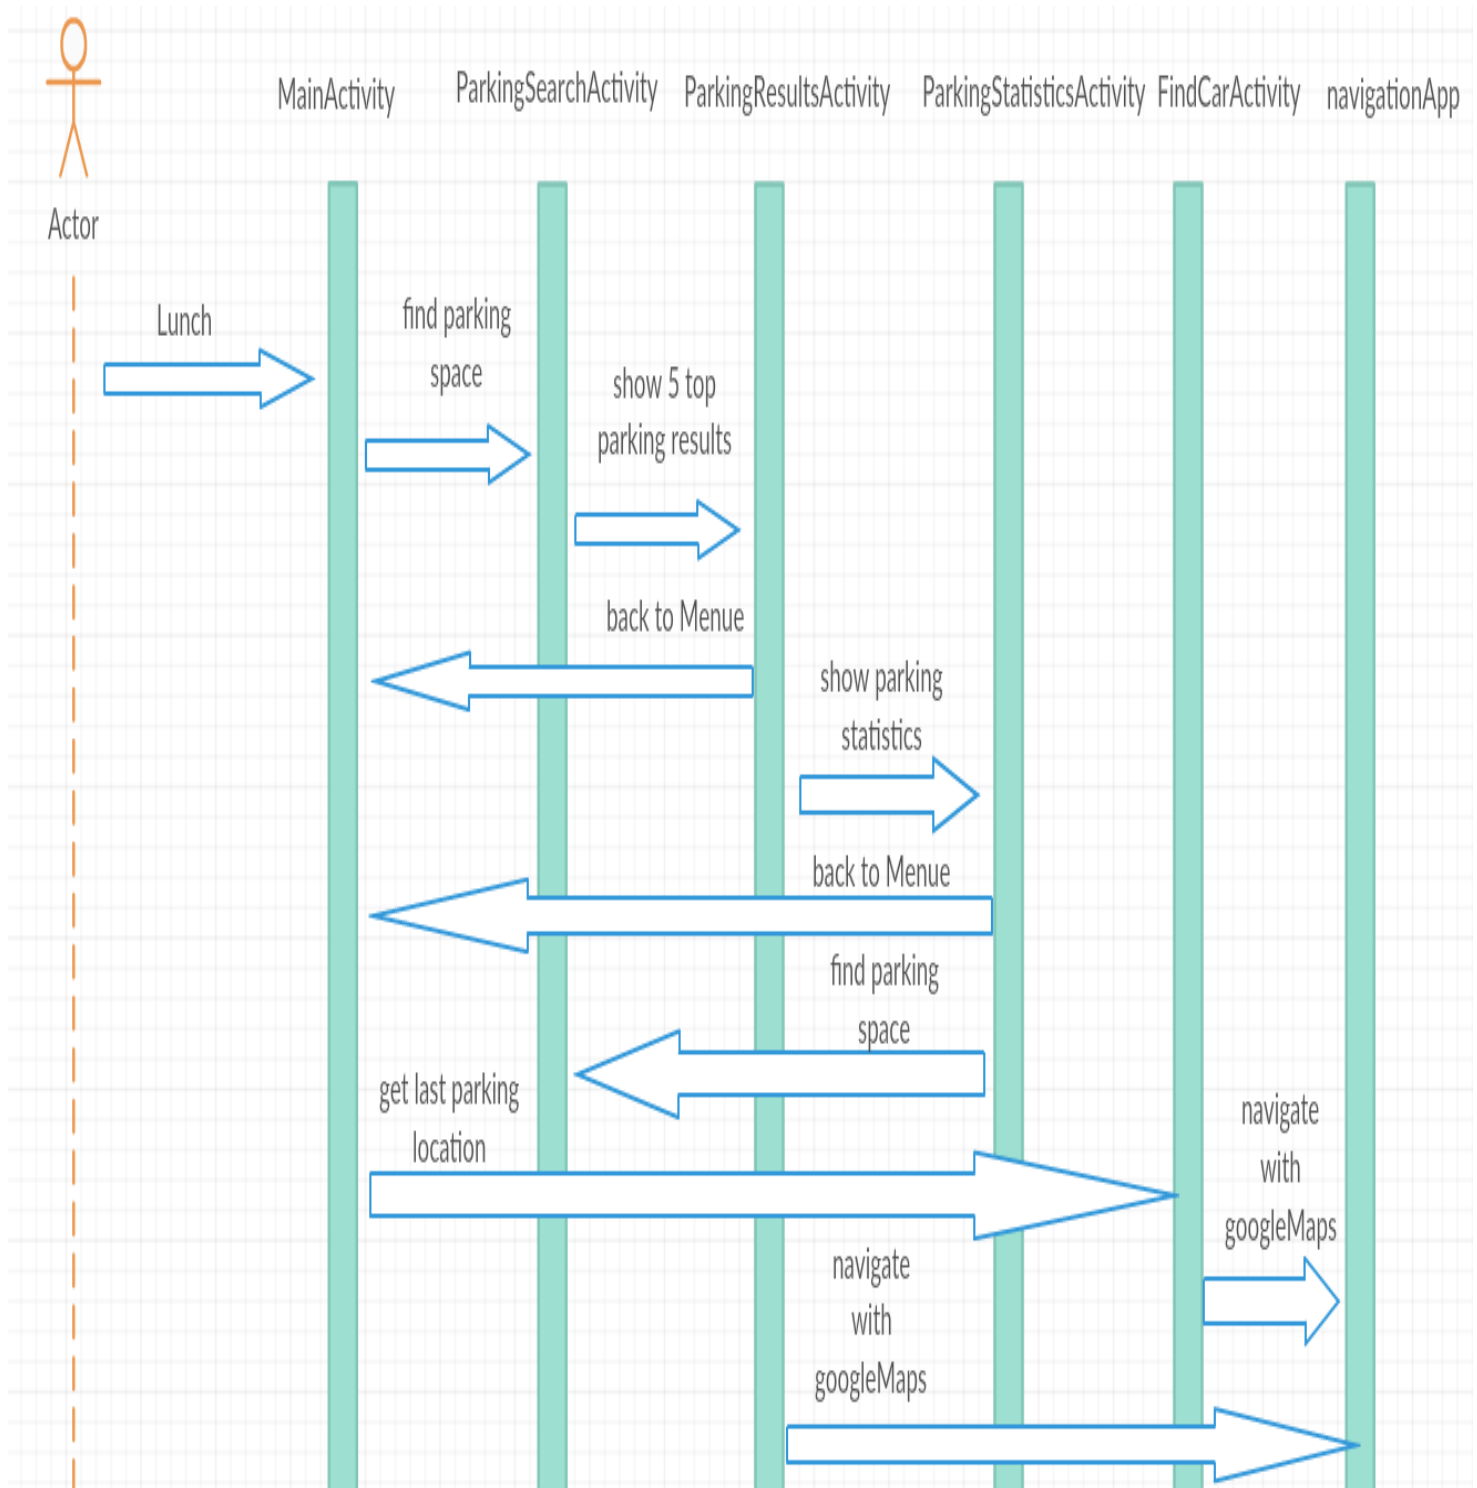 MainActivity
ParkingSearchActivity
ParkingResultsActivity
ParkingStatisticsActivity
FindCarActivity
navigationApp
Actor
Lunch
find parking
space
show 5 top
parking results
back to Menue
show parking
statistics
back to Menue
find parking
space
get last parking
location
navigate
with
googleMaps
navigate
with
googleMaps